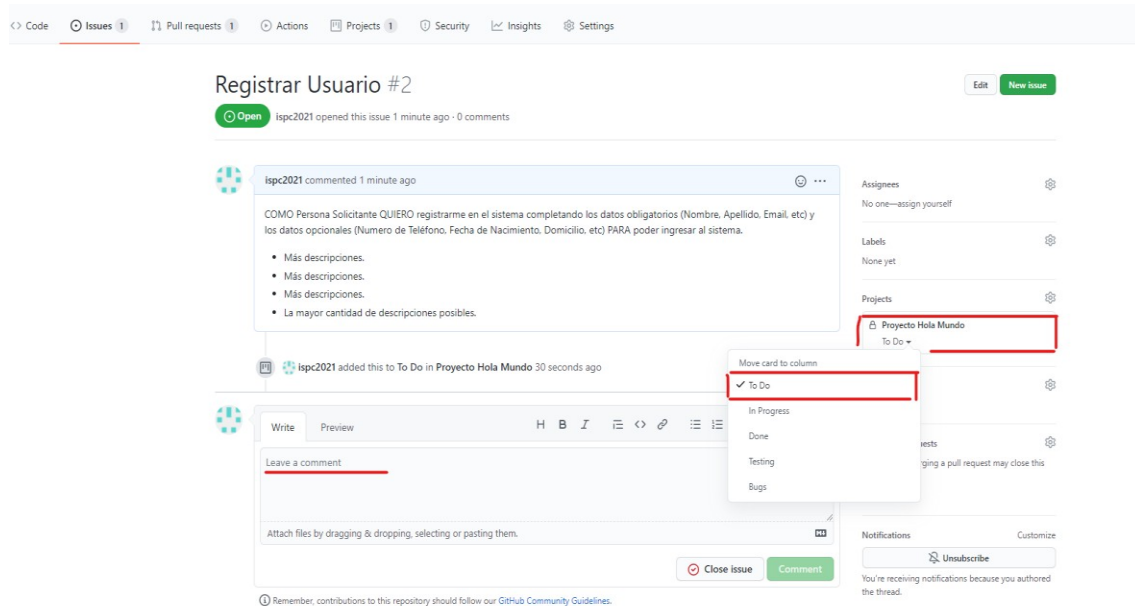 Code Issues 1 Pull requests 1 Actions Projects 1 Security Insights Settings
Registrar Usuario #2
Edit New issue
Open ispc2021 opened this issue 1 minute ago · 0 comments
ispc2021 commented 1 minute ago
COMO Persona Solicitante QUIERO registrarme en el sistema completando los datos obligatorios (Nombre, Apellido, Email, etc) y
los datos opcionales (Numero de Teléfono, Fecha de Nacimiento, Domicilio, etc) PARA poder ingresar al sistema.
• Más descripciones.
• Más descripciones.
• Más descripciones.
• La mayor cantidad de descripciones posibles.
ispc2021 added this to To Do in Proyecto Hola Mundo 30 seconds ago
Write Preview
H B I
Leave a comment
Attach files by dragging & dropping, selecting or pasting them.
Close issue Comment
Remember, contributions to this repository should follow our GitHub Community Guidelines.
Assignees
No one—assign yourself
Labels
None yet
Projects
Proyecto Hola Mundo
To Do
Move card to column
To Do
In Progress
Done
Testing
Bugs
ging a pull request may close this
Notifications Customize
Unsubscribe
You're receiving notifications because you authored
the thread.